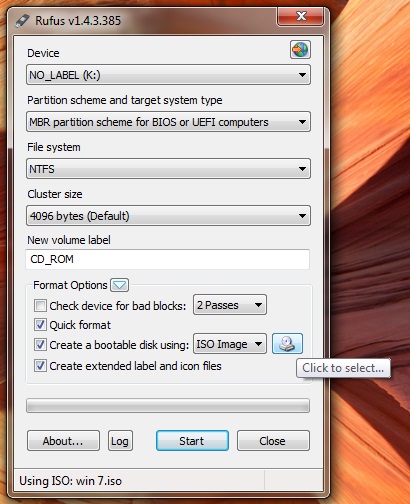 Rufus v1.4.3.385
Device
NO_LABEL (K:)
Partition scheme and target system type
MBR partition scheme for BIOS or UEFI computers
File system
NTFS
Cluster size
4096 bytes (Default)
New volume label
CD_ROM
Format Options
Check device for bad blocks: 2 Passes
Quick format
Create a bootable disk using: ISO Image
Click to select...
Create extended label and icon files
About... Log Start Close
Using ISO: win 7.iso